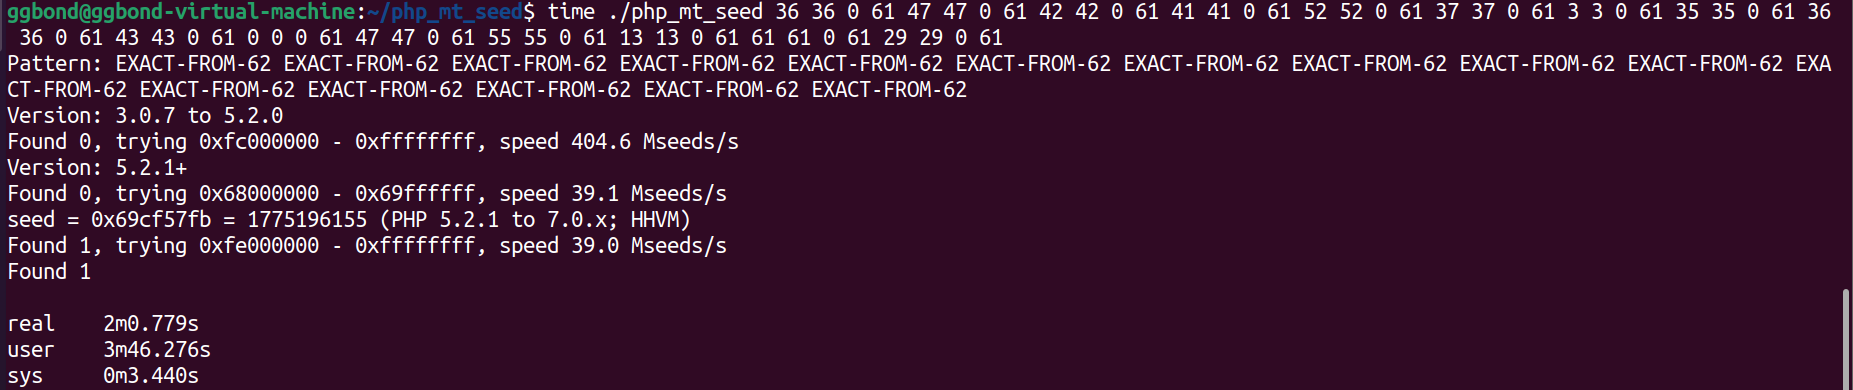 ggbond@ggbond-virtual-machine:~/php_mt_seed$ time ./php_mt_seed 36 36 0 61 47 47 0 61 42 42 0 61 41 41 0 61 52 52 0 61 37 37 0 61 3 3 0 61 35 35 0 61 36
 36 0 61 43 43 0 61 0 0 0 61 47 47 0 61 55 55 0 61 13 13 0 61 61 61 0 61 29 29 0 61
Pattern: EXACT-FROM-62 EXACT-FROM-62 EXACT-FROM-62 EXACT-FROM-62 EXACT-FROM-62 EXACT-FROM-62 EXACT-FROM-62 EXACT-FROM-62 EXACT-FROM-62 EXACT-FROM-62 EXA
CT-FROM-62 EXACT-FROM-62 EXACT-FROM-62 EXACT-FROM-62 EXACT-FROM-62 EXACT-FROM-62
Version: 3.0.7 to 5.2.0
Found 0, trying 0xfc000000 - 0xffffffff, speed 404.6 Mseeds/s
Version: 5.2.1+
Found 0, trying 0x68000000 - 0x69ffffff, speed 39.1 Mseeds/s
seed = 0x69cf57fb = 1775196155 (PHP 5.2.1 to 7.0.x; HHVM)
Found 1, trying 0xfe000000 - 0xffffffff, speed 39.0 Mseeds/s
Found 1
real 2m0.779s
user 3m46.276s
sys 0m3.440s